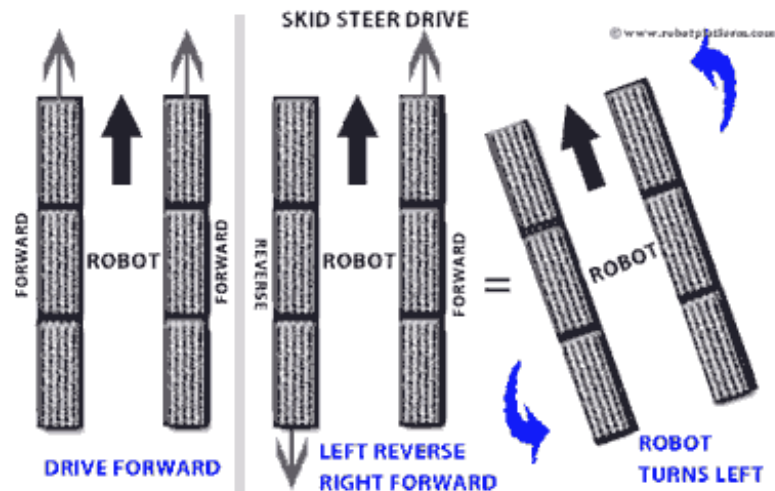 SKID STEER DRIVE
© www.robotplatform.com
FORWARD
ROBOT
FORWARD
DRIVE FORWARD
REVERSE
ROBOT
FORWARD
LEFT REVERSE
RIGHT FORWARD
=
ROBOT
ROBOT
TURNS LEFT